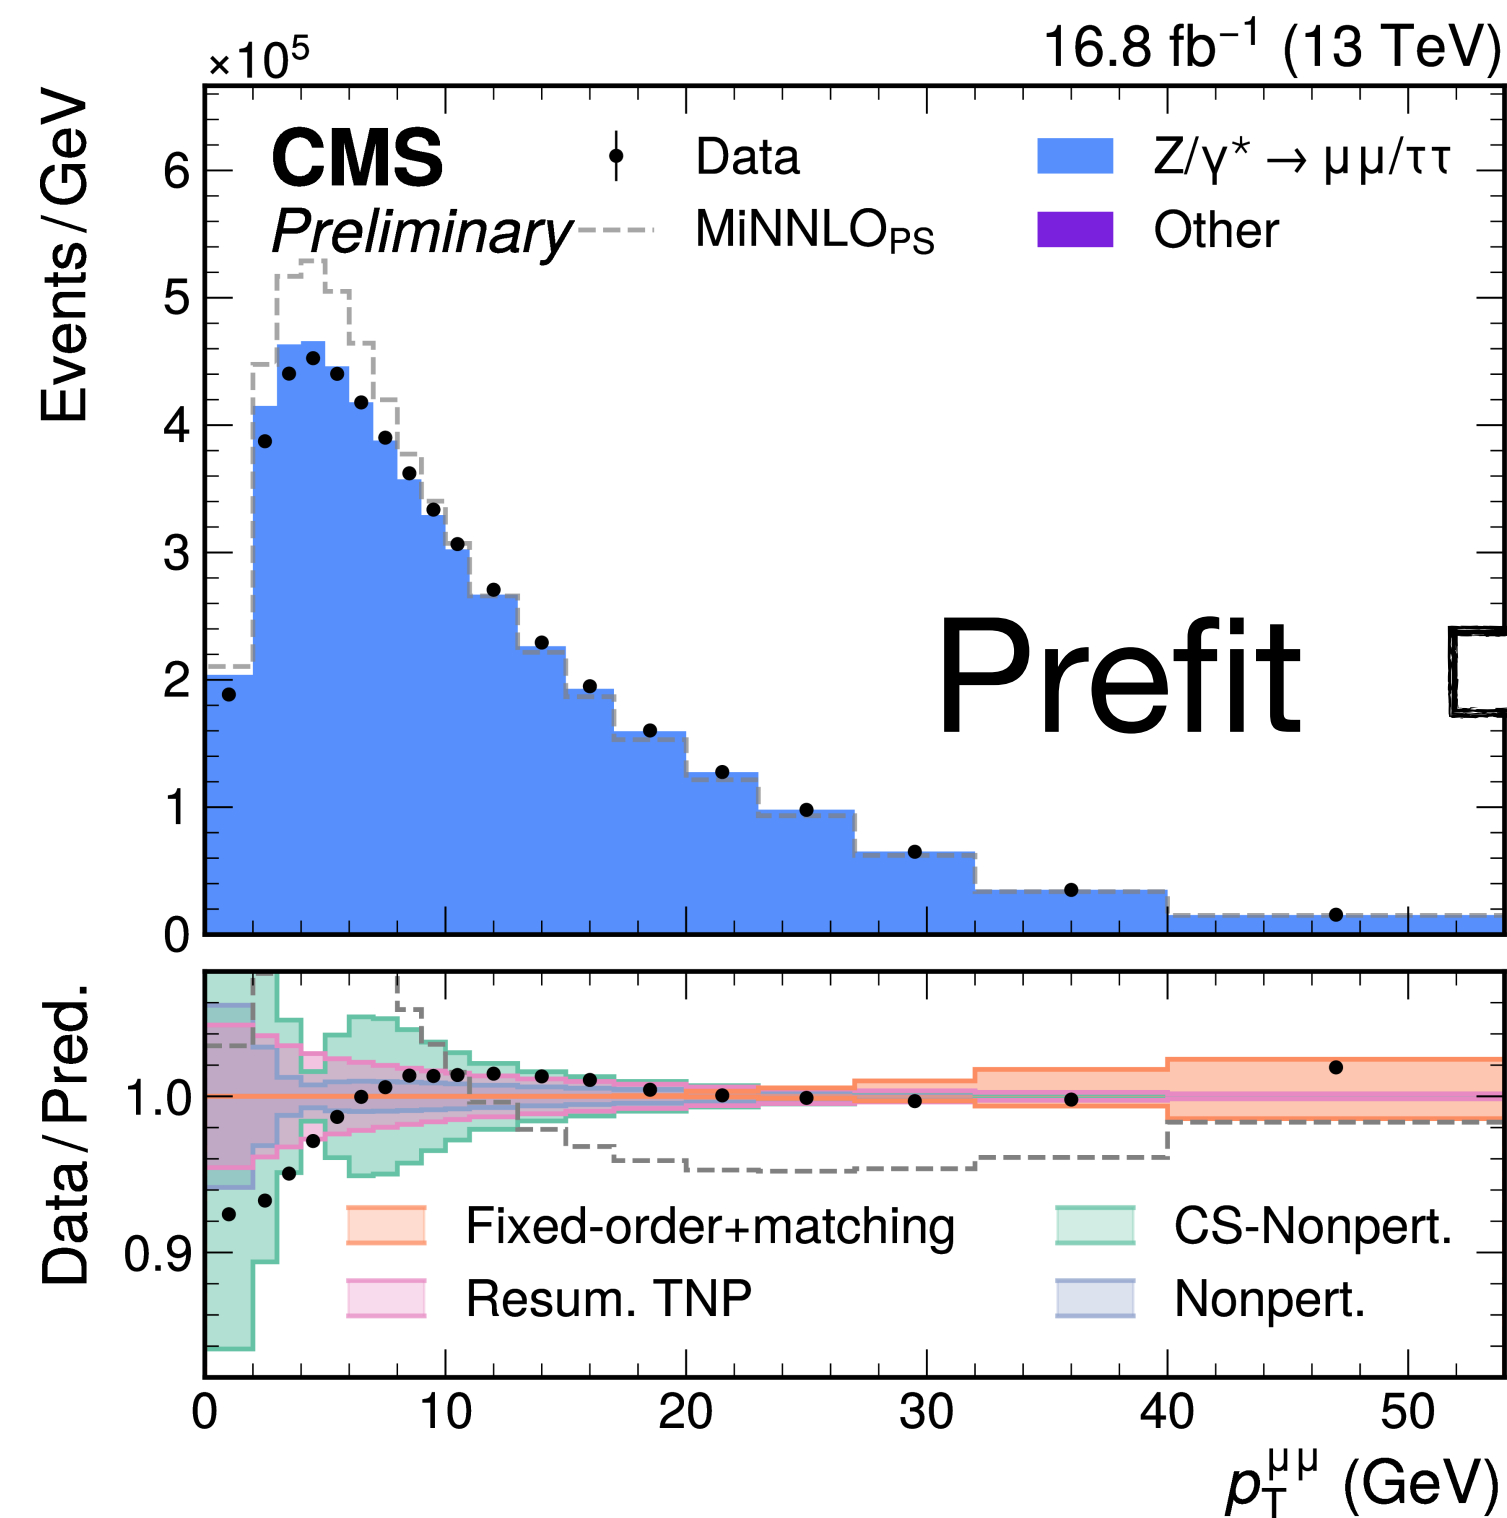 ×10⁵
16.8 fb⁻¹ (13 TeV)
Events/GeV
CMS
Preliminary
Data
MiNNLO_PS
Z/γ* → μμ/ττ
Other
6
5
4
3
2
1
0
Prefit
Data/Pred.
1.0
0.9
Fixed-order+matching
CS-Nonpert.
Resum. TNP
Nonpert.
0 10 20 30 40 50
p_T^μμ (GeV)